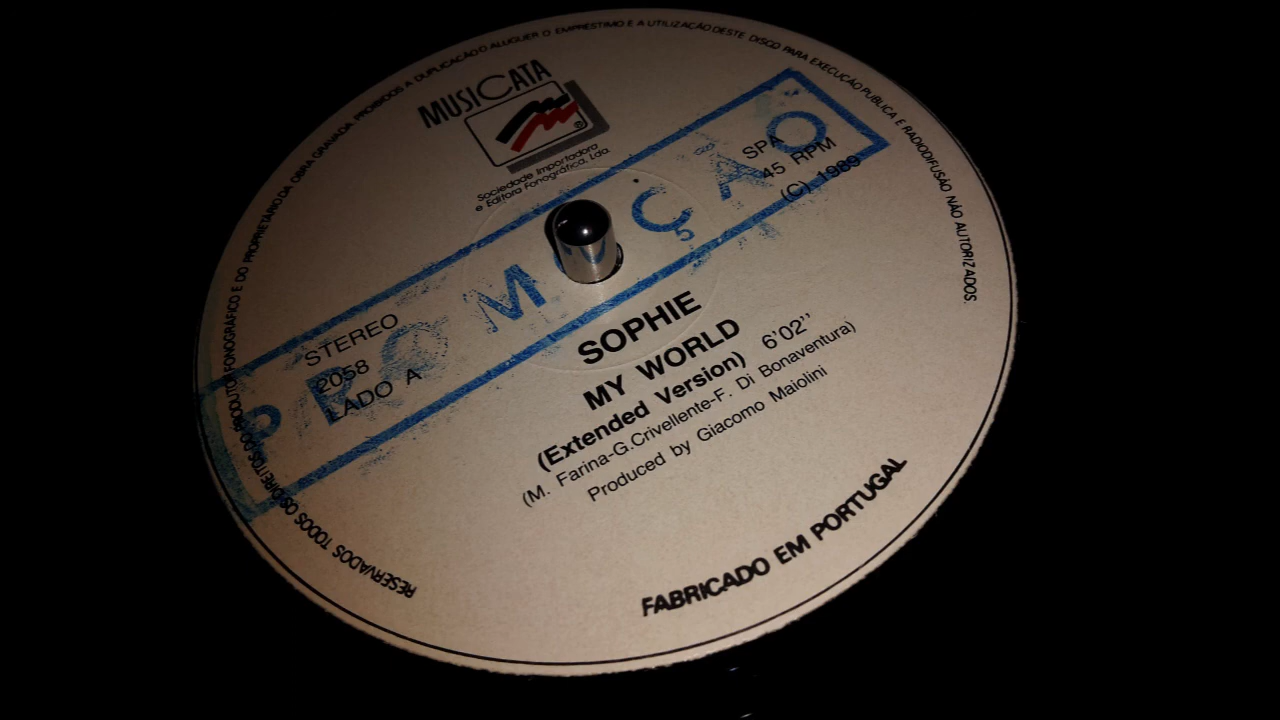 RESERVADOS TODOS OS DIREITOS DO PRODUTOR FONOGRÁFICO E DO PROPRIETÁRIO DA OBRA GRAVADA. PROIBIDOS A DUPLICAÇÃO O ALUGUER O EMPRÉSTIMO E A UTILIZAÇÃO DESTE DISCO PARA EXECUÇÃO PÚBLICA E RADIODIFUSÃO NÃO AUTORIZADOS.
MUSICATA
®
Sociedade Importadora
e Editora Fonográfica, Lda.
SPA
45 RPM
(C) 1989
PROMOÇÃO
STEREO
2058
LADO A
SOPHIE
MY WORLD
(Extended Version) 6'02"
(M. Farina-G.Crivellente-F. Di Bonaventura)
Produced by Giacomo Maiolini
FABRICADO EM PORTUGAL